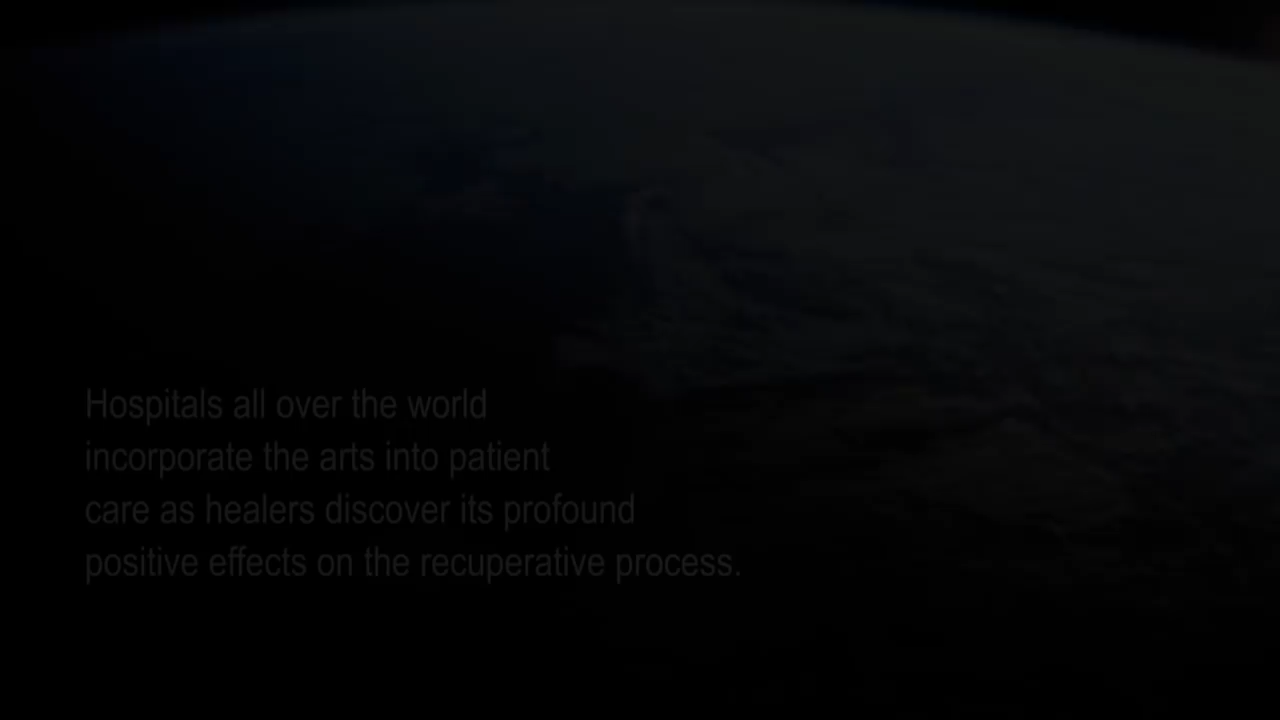 Hospitals all over the world
incorporate the arts into patient
care as healers discover its profound
positive effects on the recuperative process.